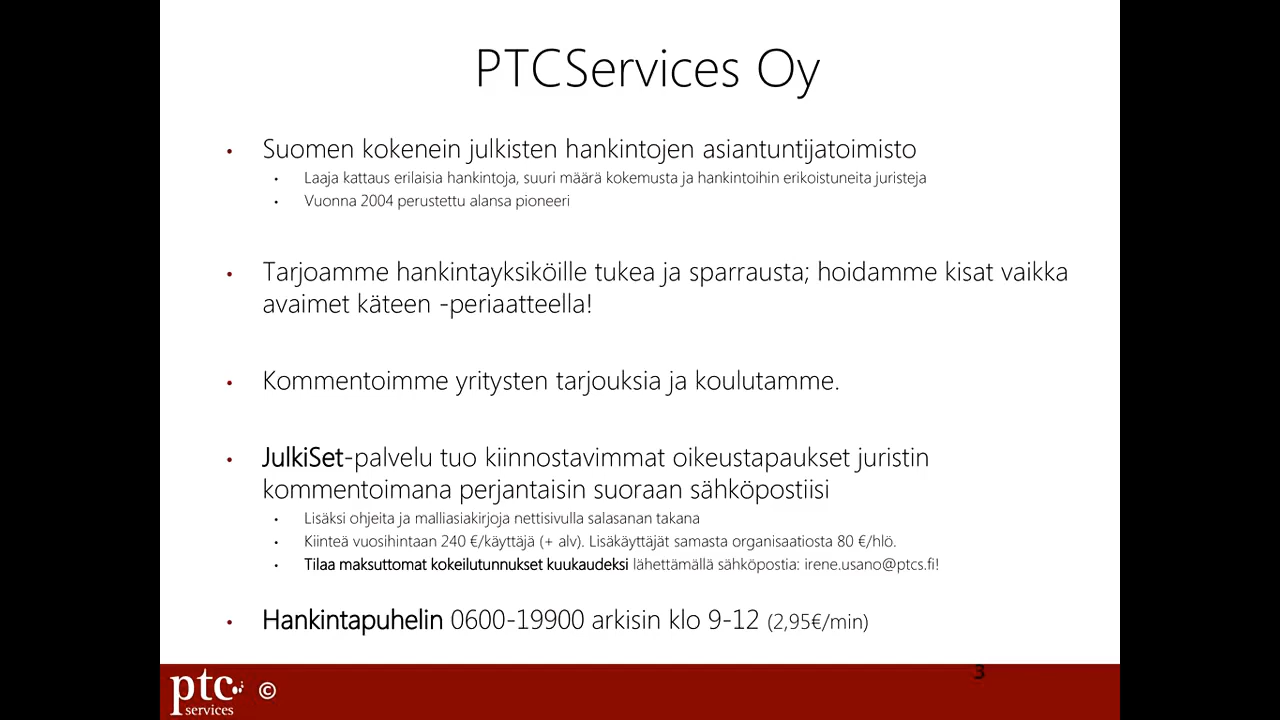 PTCServices Oy
• Suomen kokenein julkisten hankintojen asiantuntijatoimisto
• Laaja kattaus erilaisia hankintoja, suuri määrä kokemusta ja hankintoihin erikoistuneita juristeja
• Vuonna 2004 perustettu alansa pioneeri
• Tarjoamme hankintayksiköille tukea ja sparrausta; hoidamme kisat vaikka
avaimet käteen -periaatteella!
• Kommentoimme yritysten tarjouksia ja koulutamme.
• JulkiSet-palvelu tuo kiinnostavimmat oikeustapaukset juristin
kommentoimana perjantaisin suoraan sähköpostiisi
• Lisäksi ohjeita ja malliasiakirjoja nettisivulla salasanan takana
• Kiinteä vuosihintaan 240 €/käyttäjä (+ alv). Lisäkäyttäjät samasta organisaatiosta 80 €/hlö.
• Tilaa maksuttomat kokeilutunnukset kuukaudeksi lähettämällä sähköpostia: irene.usano@ptcs.fi!
• Hankintapuhelin 0600-19900 arkisin klo 9-12 (2,95€/min)
3
ptc services ©